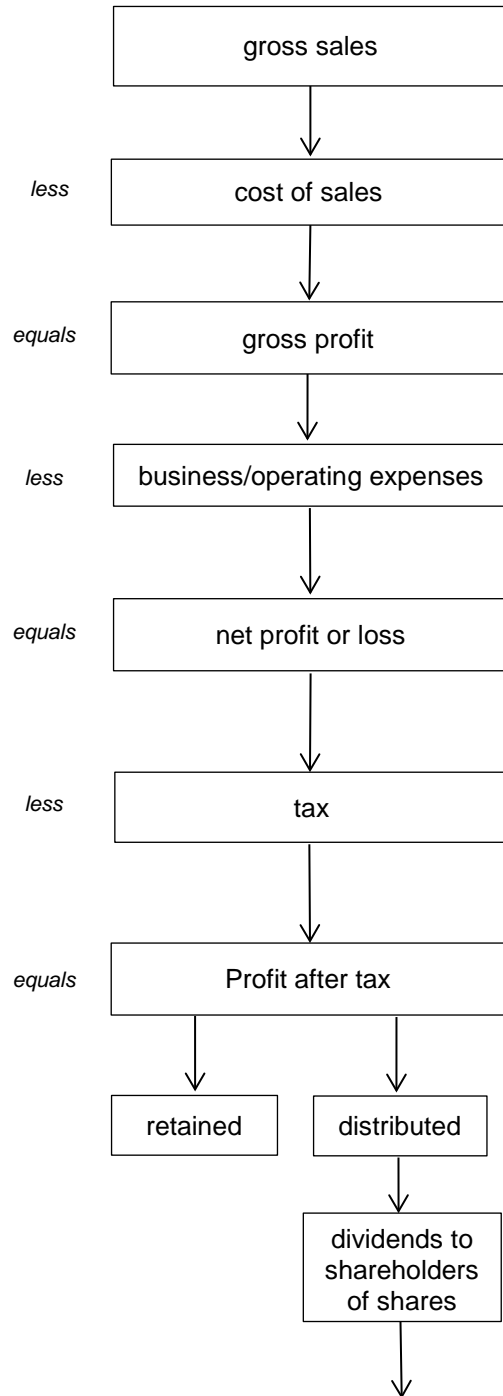 gross sales
less
cost of sales
equals
gross profit
less
business/operating expenses
equals
net profit or loss
less
tax
equals
Profit after tax
retained
distributed
dividends to
shareholders
of shares